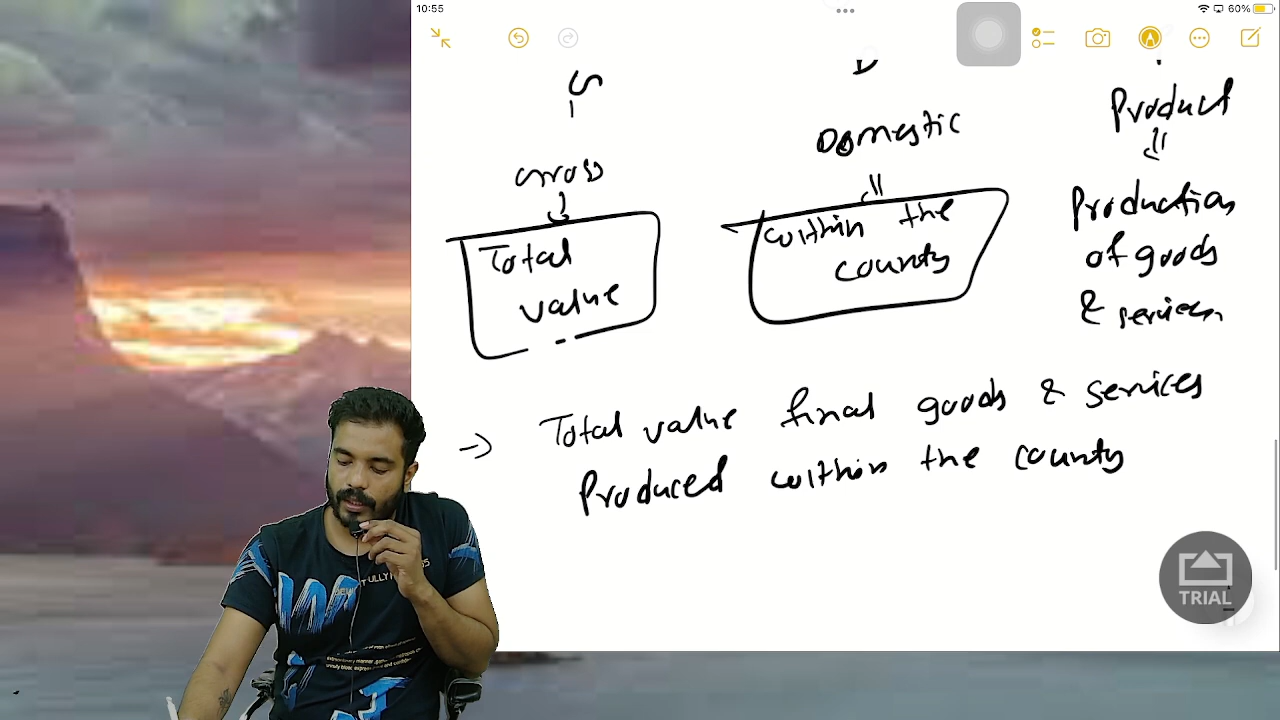 10:55
60%
Product
Domestic
Gross
Production
of goods
& services
within the
county
Total
value
→ Total value final goods & services
Produced within the county
TRIAL